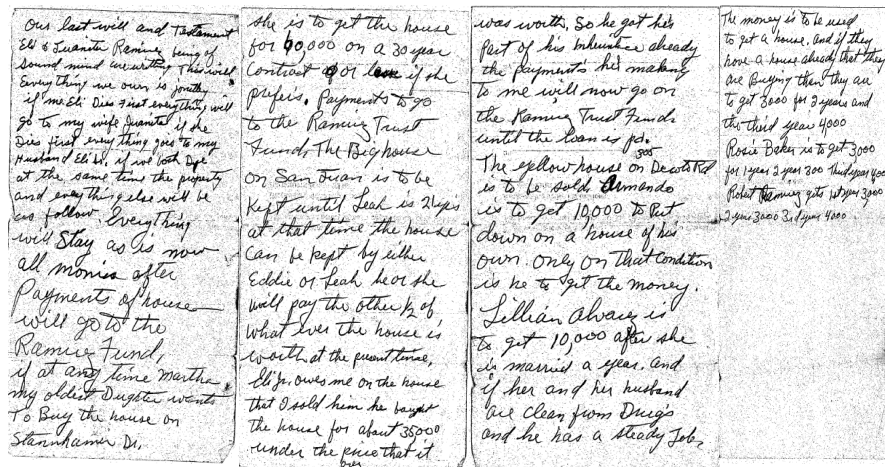 our last will and Testament
Eli & Juanita Ramirez being of
sound mind are writing This will
Everything we own is jointly.
if me Eli Dies First everything will
go to my wife Juanita if she
Dies first everything goes to my
Husband Eli Sr. if we both Dye
at the same time the property
and everything else will be
as follow. Everything
will Stay as is now
all monies after
Payments of house
will go to the
Ramirez Fund,
if at any time Martha
my oldest Dugter wants
To Buy the house on
Stannhamer Dr,
she is to get the house
for 60,000 on a 30 year
Contract or if she
prefers. Payments to go
to the Ramirez Trust
Fund, The Big house
on San Juan is to be
Kept until Leah is 21 yrs
at that time the house
can be kept by either
Eddie or Leah he or she
will pay the other ½ of
what ever the house is
worth at the present tense,
Eli Jr. owes me on the house
that I sold him he bought
the house for about 35000
under the price that it
over
was worth. So he got he's
Part of his inheritance already
the payments he's making
to me will now go on
the Ramirez Trust Fund
until the loan is pd.
The yellow house on 305 Desoto Rd
is to be sold Armando
is to get 10,000 to Put
down on a house of his
own. only on that Condition
is he to get the money.
Lillian Alvarez is
to get 10,000 after she
is married a year. and
if her and her husband
are clean from Drugs
and he has a steady Job,
The money is to be used
to get a house. and if they
have a house already that they
are Buying then they are
to get 3000 for 2 years and
the third year 4000
Rosie Baker is to get 3000
for 1 year 2 year 300 Third year 400
Robert Ramirez gets 1st year 3000
2 year 3000 3rd year 4000.